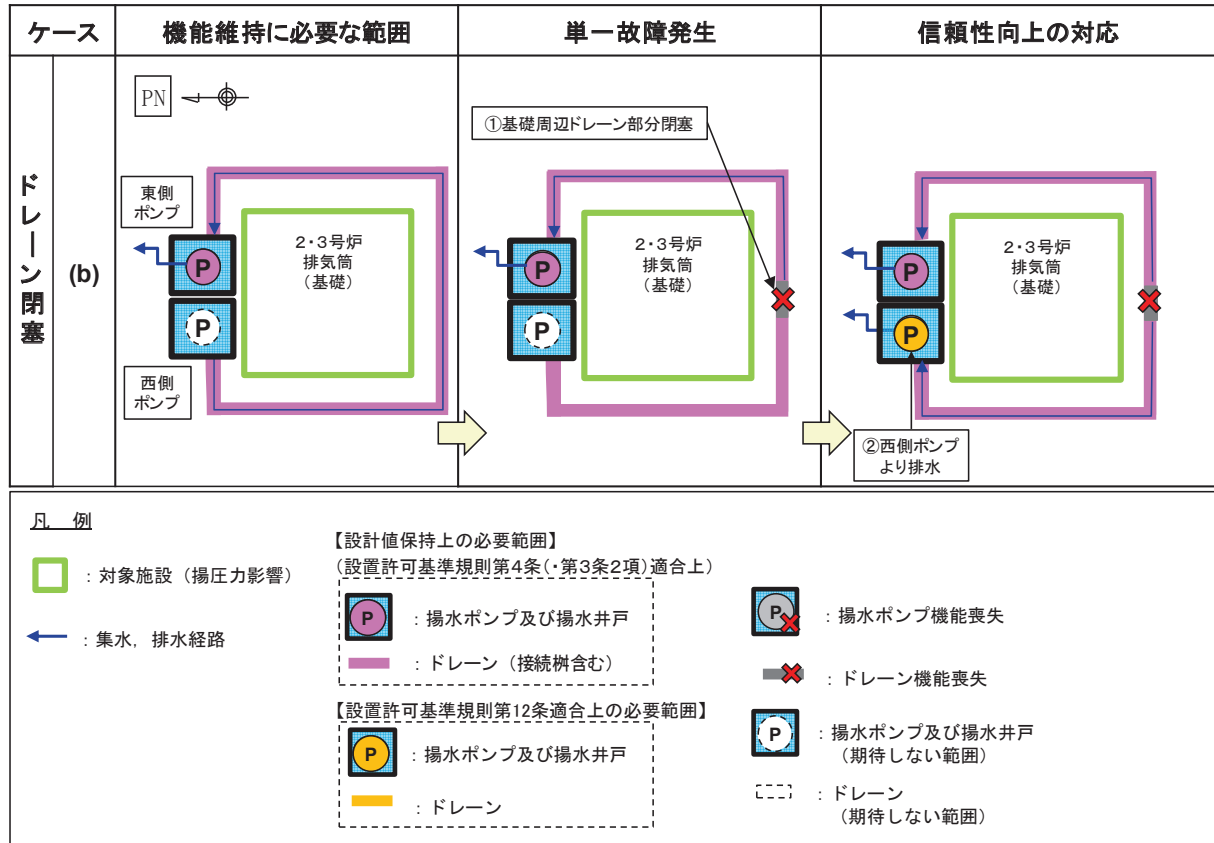 ケース
機能維持に必要な範囲
単一故障発生
信頼性向上の対応
ドレーン閉塞
(b)
PN
東側
ポンプ
P
P
西側
ポンプ
2・3号炉
排気筒
(基礎)
①基礎周辺ドレーン部分閉塞
P
P
2・3号炉
排気筒
(基礎)
P
P
2・3号炉
排気筒
(基礎)
②西側ポンプ
より排水
凡 例
：対象施設（揚圧力影響）
：集水，排水経路
【設計値保持上の必要範囲】
(設置許可基準規則第4条(・第3条2項)適合上)
P
：揚水ポンプ及び揚水井戸
：ドレーン（接続桝含む）
【設置許可基準規則第12条適合上の必要範囲】
P
：揚水ポンプ及び揚水井戸
：ドレーン
P
：揚水ポンプ機能喪失
：ドレーン機能喪失
P
：揚水ポンプ及び揚水井戸
（期待しない範囲）
：ドレーン
（期待しない範囲）